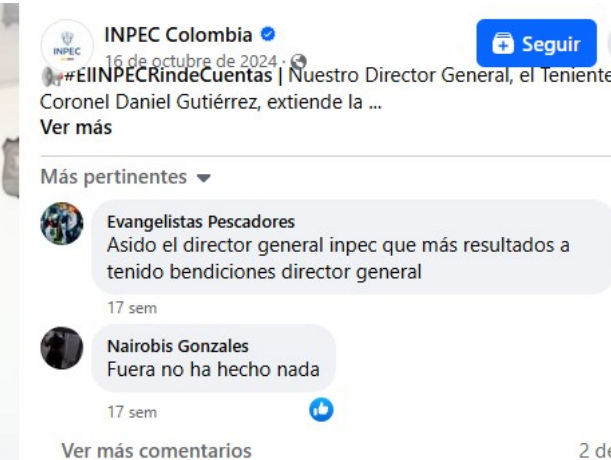 INPEC Colombia
INPEC
16 de octubre de 2024 ·
Seguir
#ElINPECRindeCuentas | Nuestro Director General, el Teniente
Coronel Daniel Gutiérrez, extiende la ...
Ver más
Más pertinentes
Evangelistas Pescadores
Asido el director general inpec que más resultados a
tenido bendiciones director general
17 sem
Nairobis Gonzales
Fuera no ha hecho nada
17 sem
Ver más comentarios
2 de